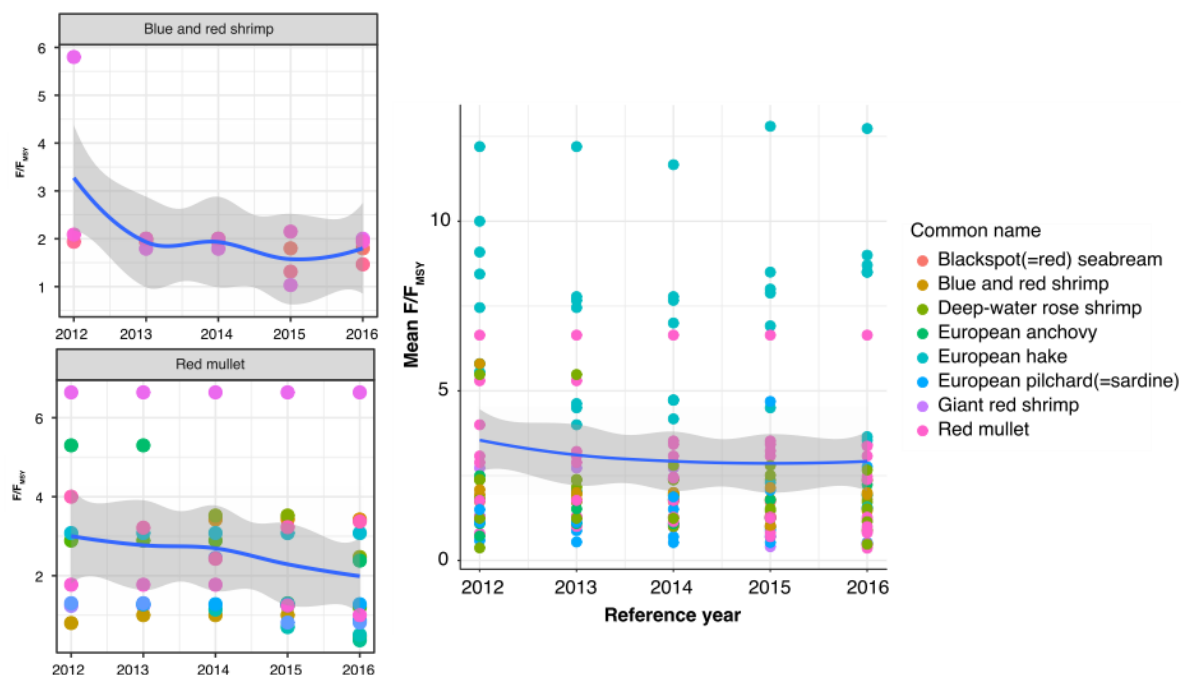 Blue and red shrimp
6
5
4
3
2
1
F/F_MSY
2012 2013 2014 2015 2016
Red mullet
6
4
2
F/F_MSY
2012 2013 2014 2015 2016
Mean F/F_MSY
10
5
0
2012 2013 2014 2015 2016
Reference year
Common name
Blackspot(=red) seabream
Blue and red shrimp
Deep-water rose shrimp
European anchovy
European hake
European pilchard(=sardine)
Giant red shrimp
Red mullet